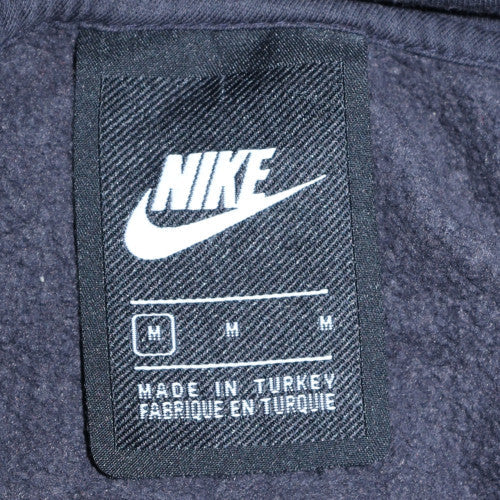 NIKE
M M M
MADE IN TURKEY
FABRIQUE EN TURQUIE